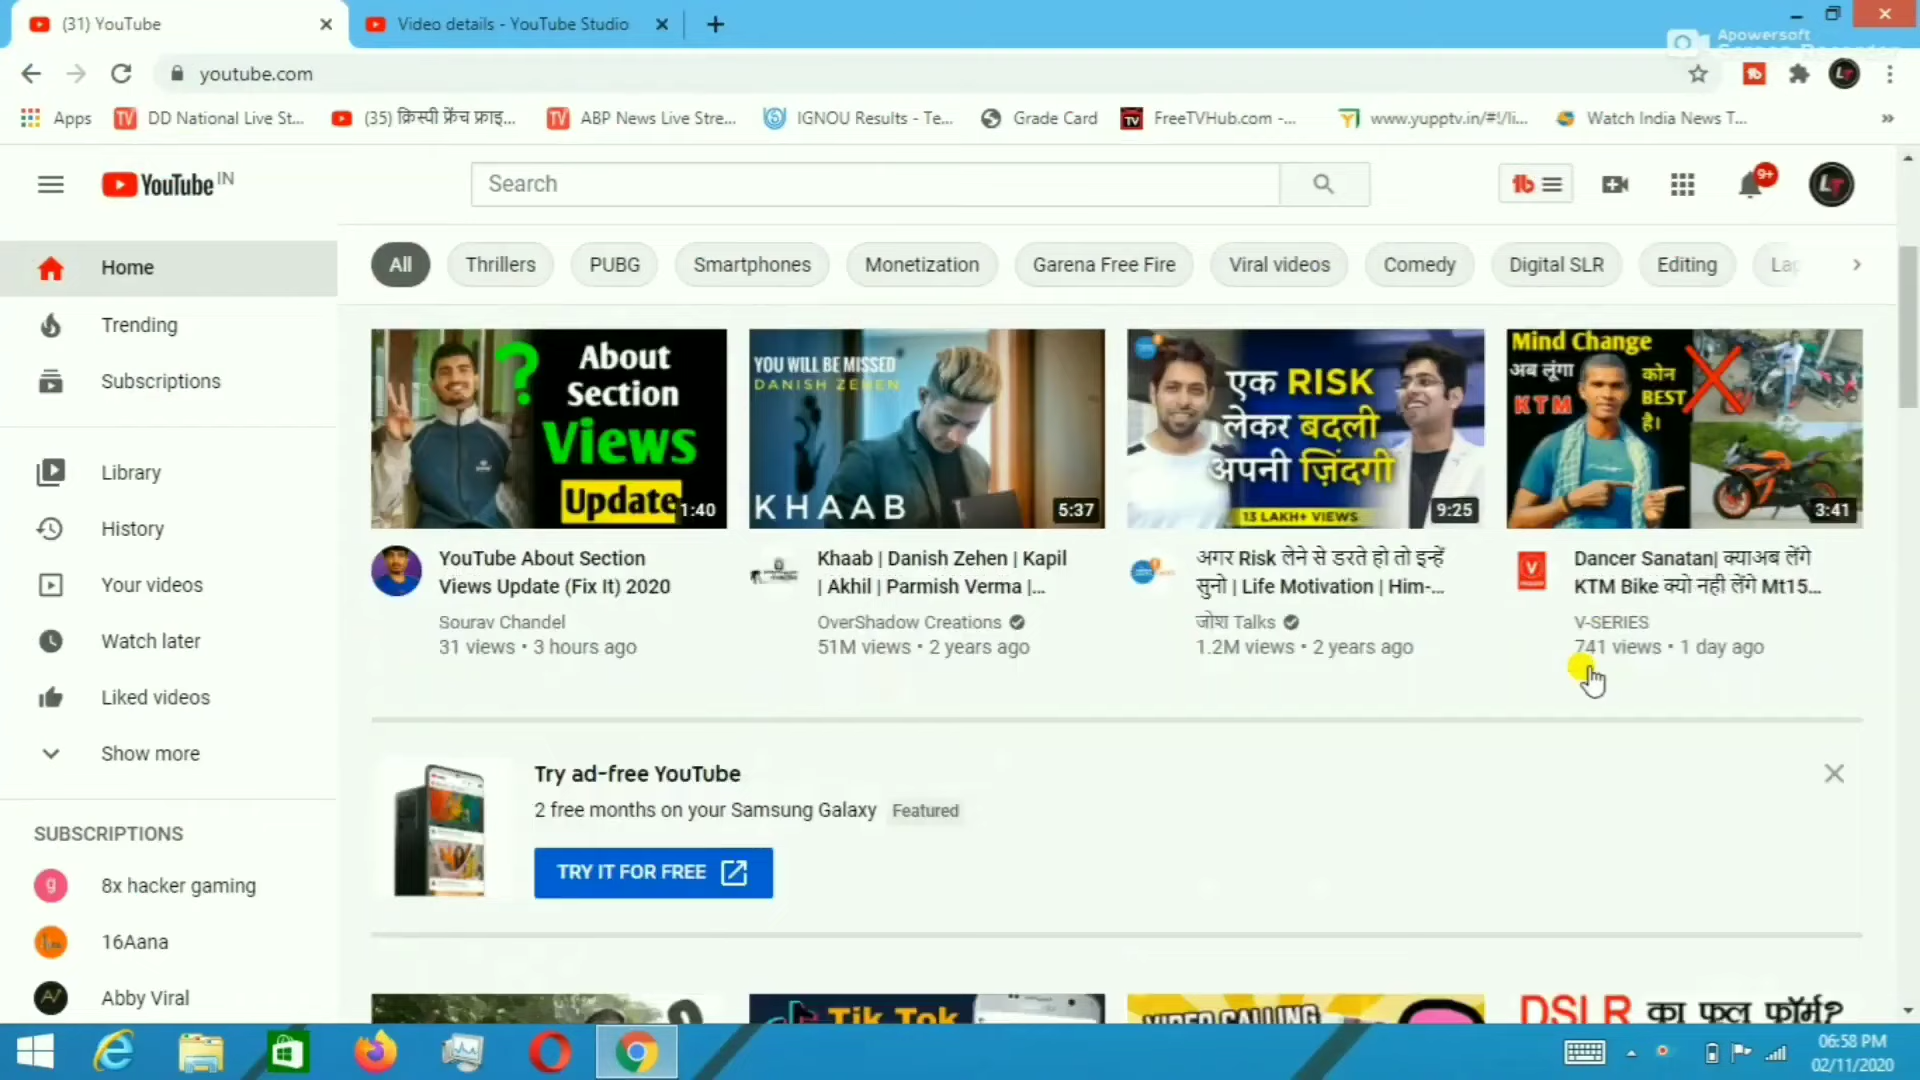 (31) YouTube
Video details - YouTube Studio
Apowersoft
youtube.com
Apps
DD National Live St...
(35) क्रिस्पी फ्रेंच फ्राइ...
ABP News Live Stre...
IGNOU Results - Te...
Grade Card
FreeTVHub.com -...
www.yupptv.in/#!/li...
Watch India News T...
YouTube IN
Search
9+
All
Thrillers
PUBG
Smartphones
Monetization
Garena Free Fire
Viral videos
Comedy
Digital SLR
Editing
Home
Trending
Subscriptions
Library
History
Your videos
Watch later
Liked videos
Show more
SUBSCRIPTIONS
8x hacker gaming
16Aana
Abby Viral
?
About
Section
Views
Update
1:40
YouTube About Section
Views Update (Fix It) 2020
Sourav Chandel
31 views • 3 hours ago
YOU WILL BE MISSED
DANISH ZEHEN
KHAAB
5:37
Khaab | Danish Zehen | Kapil
| Akhil | Parmish Verma |...
OverShadow Creations
51M views • 2 years ago
एक RISK
लेकर बदली
अपनी ज़िंदगी
13 LAKH+ VIEWS
9:25
अगर Risk लेने से डरते हो तो इन्हें
सुनो | Life Motivation | Him-...
जोश Talks
1.2M views • 2 years ago
Mind Change
अब लूंगा
KTM
कोन
BEST
है।
3:41
Dancer Sanatan| क्याअब लेंगे
KTM Bike क्यो नही लेंगे Mt15...
V-SERIES
741 views • 1 day ago
Try ad-free YouTube
2 free months on your Samsung Galaxy
Featured
TRY IT FOR FREE
Tik Tok
VIDEO CALLING
DSLR का फुल फॉर्म?
06:58 PM
02/11/2020